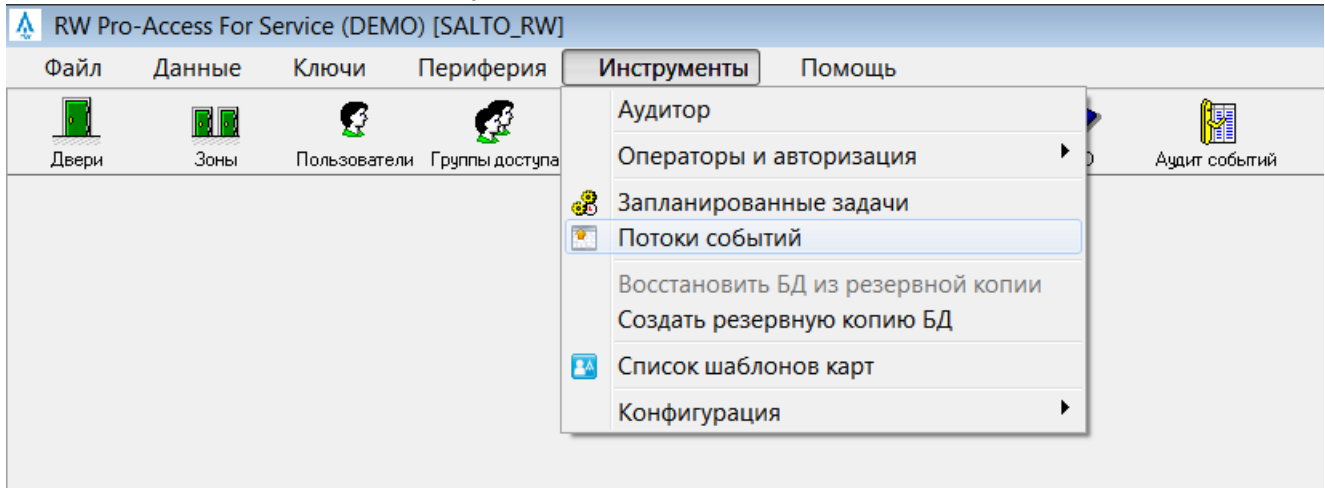 RW Pro-Access For Service (DEMO) [SALTO_RW]
Файл Данные Ключи Периферия Инструменты Помощь
Двери Зоны Пользователи Группы доступа Аудит событий
Аудитор
Операторы и авторизация
Запланированные задачи
Потоки событий
Восстановить БД из резервной копии
Создать резервную копию БД
Список шаблонов карт
Конфигурация